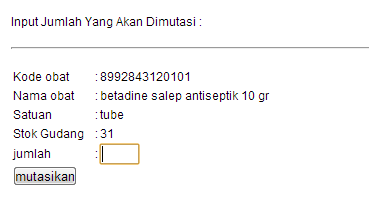 Input Jumlah Yang Akan Dimutasi :
Kode obat : 8992843120101
Nama obat : betadine salep antiseptik 10 gr
Satuan : tube
Stok Gudang : 31
jumlah :
mutasikan